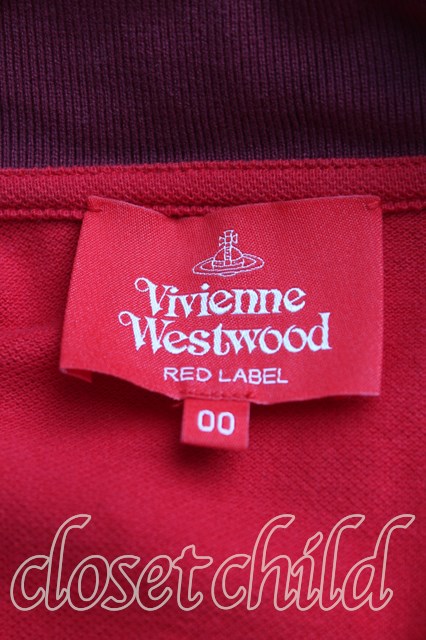 Vivienne
Westwood
RED LABEL
00
closet child